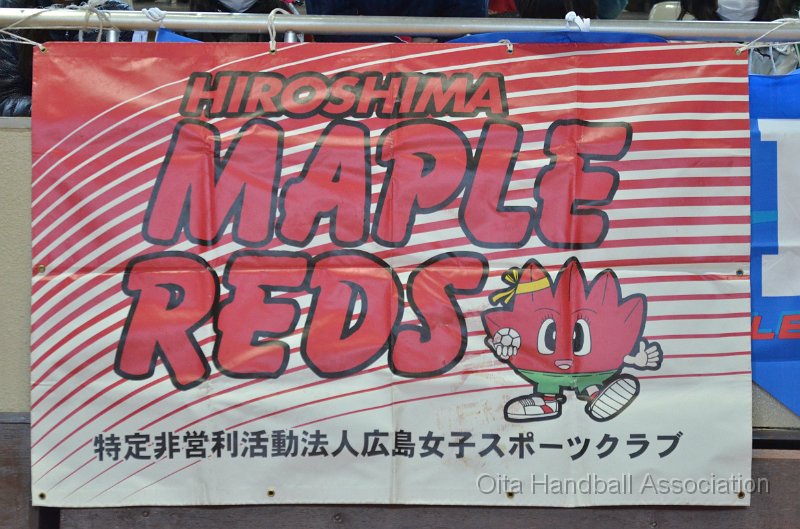 HIROSHIMA
MAPLE
REDS
特定非営利活動法人広島女子スポーツクラブ
Oita Handball Association